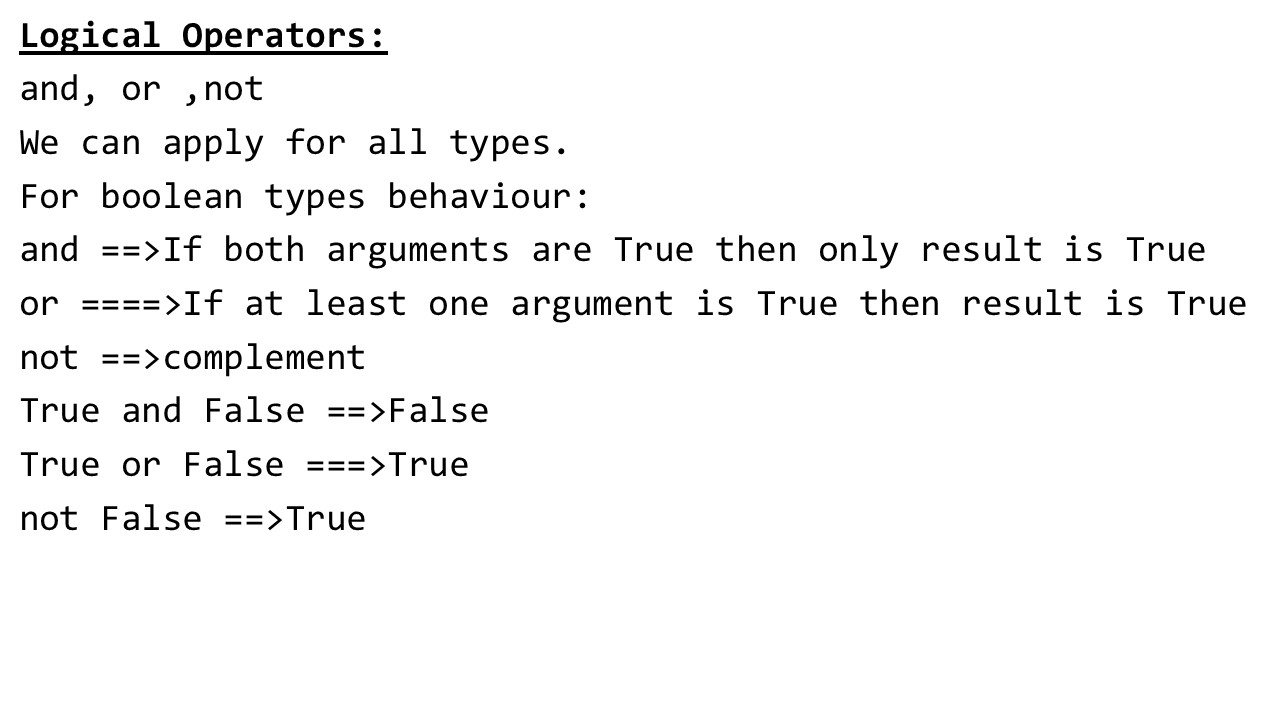 Logical Operators:
and, or ,not
We can apply for all types.
For boolean types behaviour:
and ==>If both arguments are True then only result is True
or ====>If at least one argument is True then result is True
not ==>complement
True and False ==>False
True or False ===>True
not False ==>True